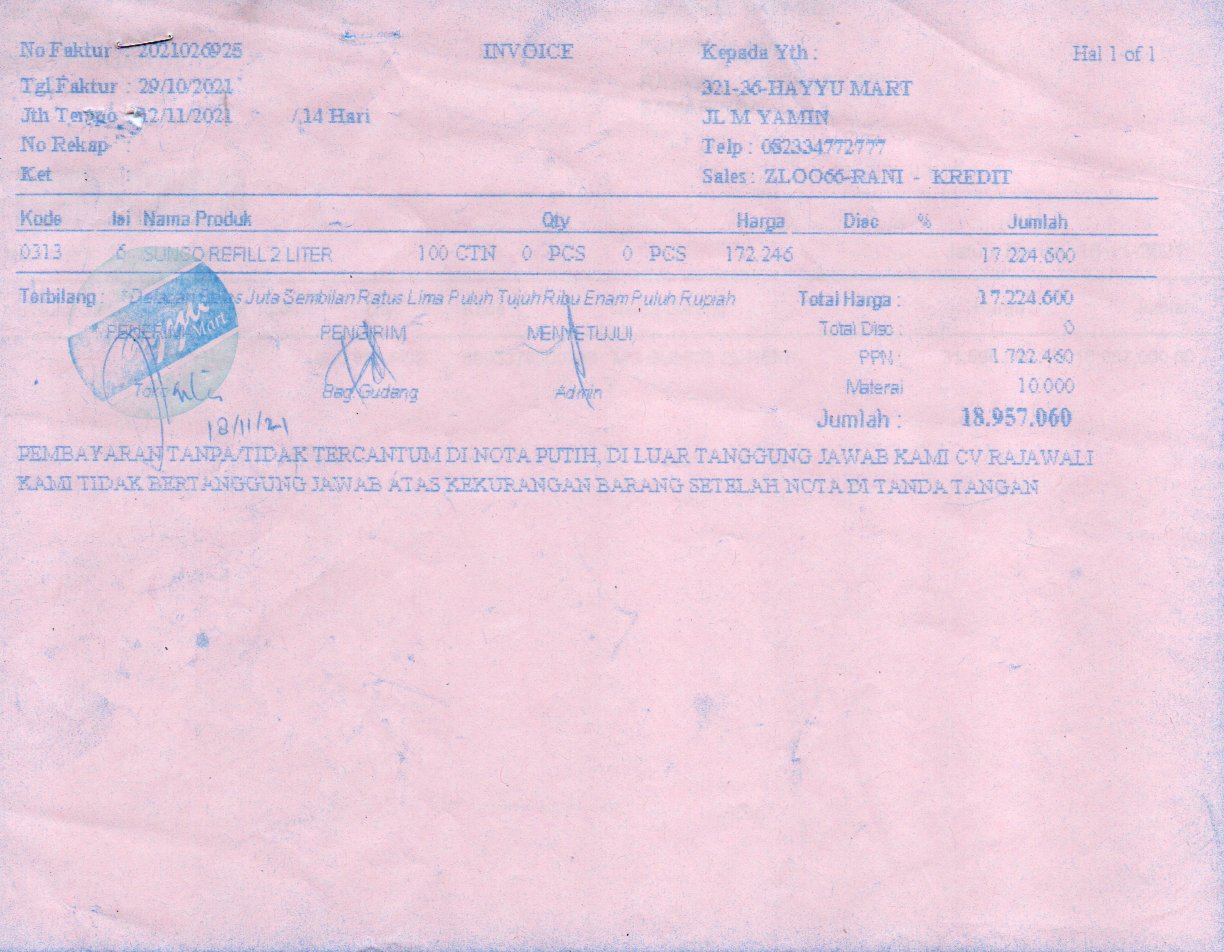 No Faktur : 2021026925 INVOICE Kepada Yth : Hal 1 of 1
Tgl Faktur : 29/10/2021 321-36-HAYYU MART
Jth Tempo : 12/11/2021 / 14 Hari JL M YAMIN
No Rekap : Telp : 082334772777
Ket : Sales : ZLOO66-RANI - KREDIT
Kode Isi Nama Produk Qty Harga Disc % Jumlah
0313 6 SUNCO REFILL 2 LITER 100 CTN 0 PCS 0 PCS 172.246 17.224.600
Terbilang : *Delapan Belas Juta Sembilan Ratus Lima Puluh Tujuh Ribu Enam Puluh Rupiah Total Harga : 17.224.600
PENERIMA PENGIRIM MENYETUJUI Total Disc : 0
Mart
PPN : 1.722.460
Toko Bag. Gudang Admin Materai 10.000
18/11/21 Jumlah : 18.957.060
PEMBAYARAN TANPA/TIDAK TERCANTUM DI NOTA PUTIH, DI LUAR TANGGUNG JAWAB KAMI CV RAJAWALI
KAMI TIDAK BERTANGGUNG JAWAB ATAS KEKURANGAN BARANG SETELAH NOTA DI TANDA TANGAN